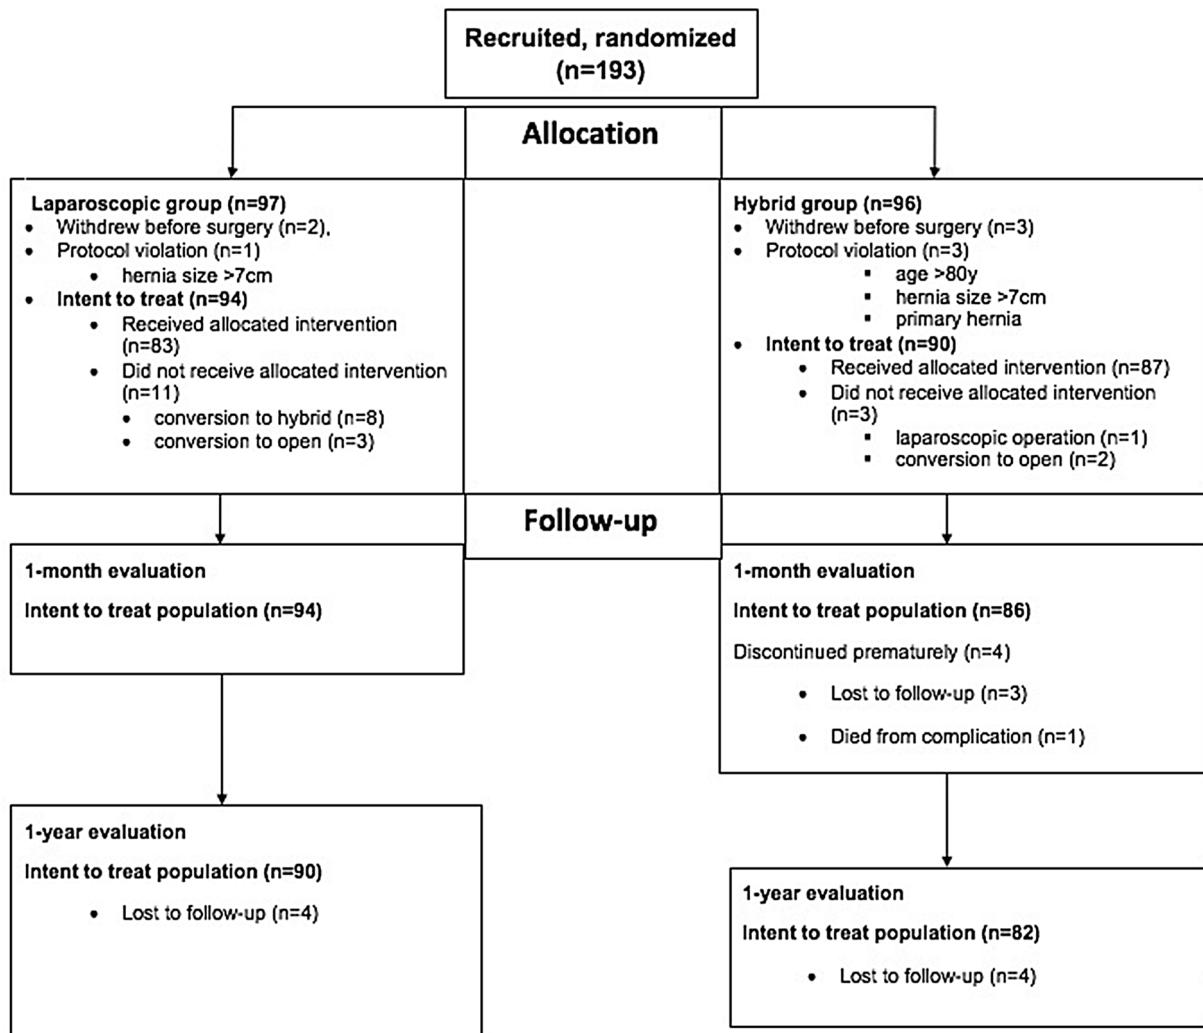 Recruited, randomized
(n=193)
Allocation
Laparoscopic group (n=97)
• Withdrew before surgery (n=2),
• Protocol violation (n=1)
• hernia size >7cm
• Intent to treat (n=94)
• Received allocated intervention
(n=83)
• Did not receive allocated intervention
(n=11)
• conversion to hybrid (n=8)
• conversion to open (n=3)
Hybrid group (n=96)
• Withdrew before surgery (n=3)
• Protocol violation (n=3)
▪ age >80y
▪ hernia size >7cm
▪ primary hernia
• Intent to treat (n=90)
• Received allocated intervention (n=87)
• Did not receive allocated intervention
(n=3)
▪ laparoscopic operation (n=1)
▪ conversion to open (n=2)
Follow-up
1-month evaluation
Intent to treat population (n=94)
1-month evaluation
Intent to treat population (n=86)
Discontinued prematurely (n=4)
• Lost to follow-up (n=3)
• Died from complication (n=1)
1-year evaluation
Intent to treat population (n=90)
• Lost to follow-up (n=4)
1-year evaluation
Intent to treat population (n=82)
• Lost to follow-up (n=4)